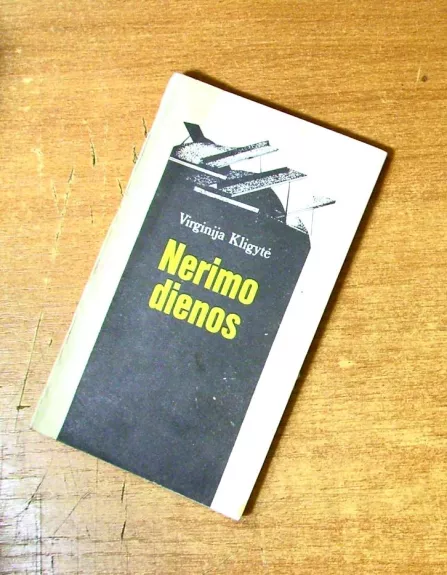 Virginija Kligytė
Nerimo
dienos